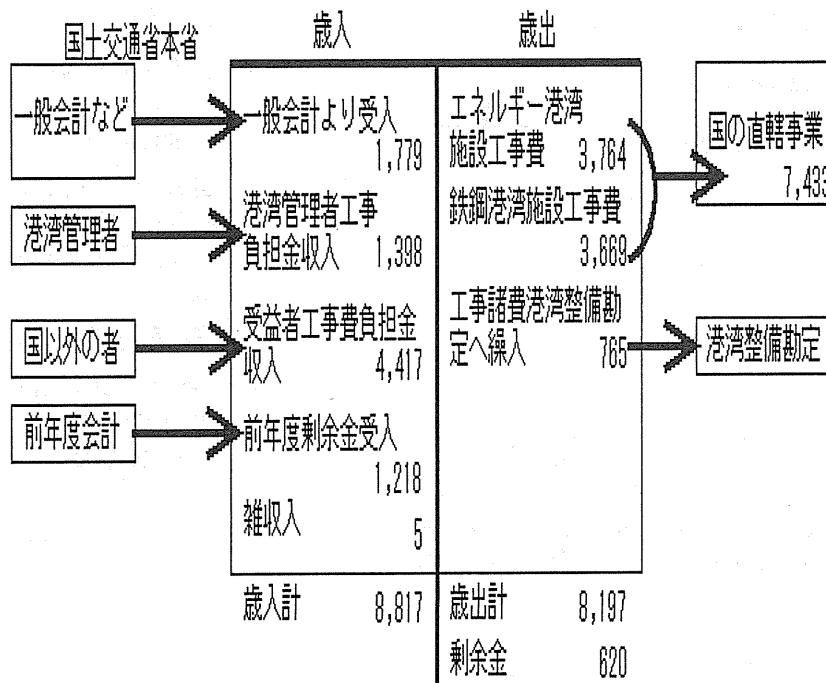 国土交通省本省
歳入
歳出
一般会計など
港湾管理者
国以外の者
前年度会計
一般会計より受入
1,779
港湾管理者工事
負担金収入 1,398
受益者工事費負担金
収入 4,417
前年度剰余金受入
1,218
雑収入
5
歳入計 8,817
エネルギー港湾
施設工事費 3,764
鉄鋼港湾施設工事費
3,669
工事諸費港湾整備勘
定へ繰入 765
歳出計 8,197
剰余金 620
国の直轄事業
7,433
港湾整備勘定